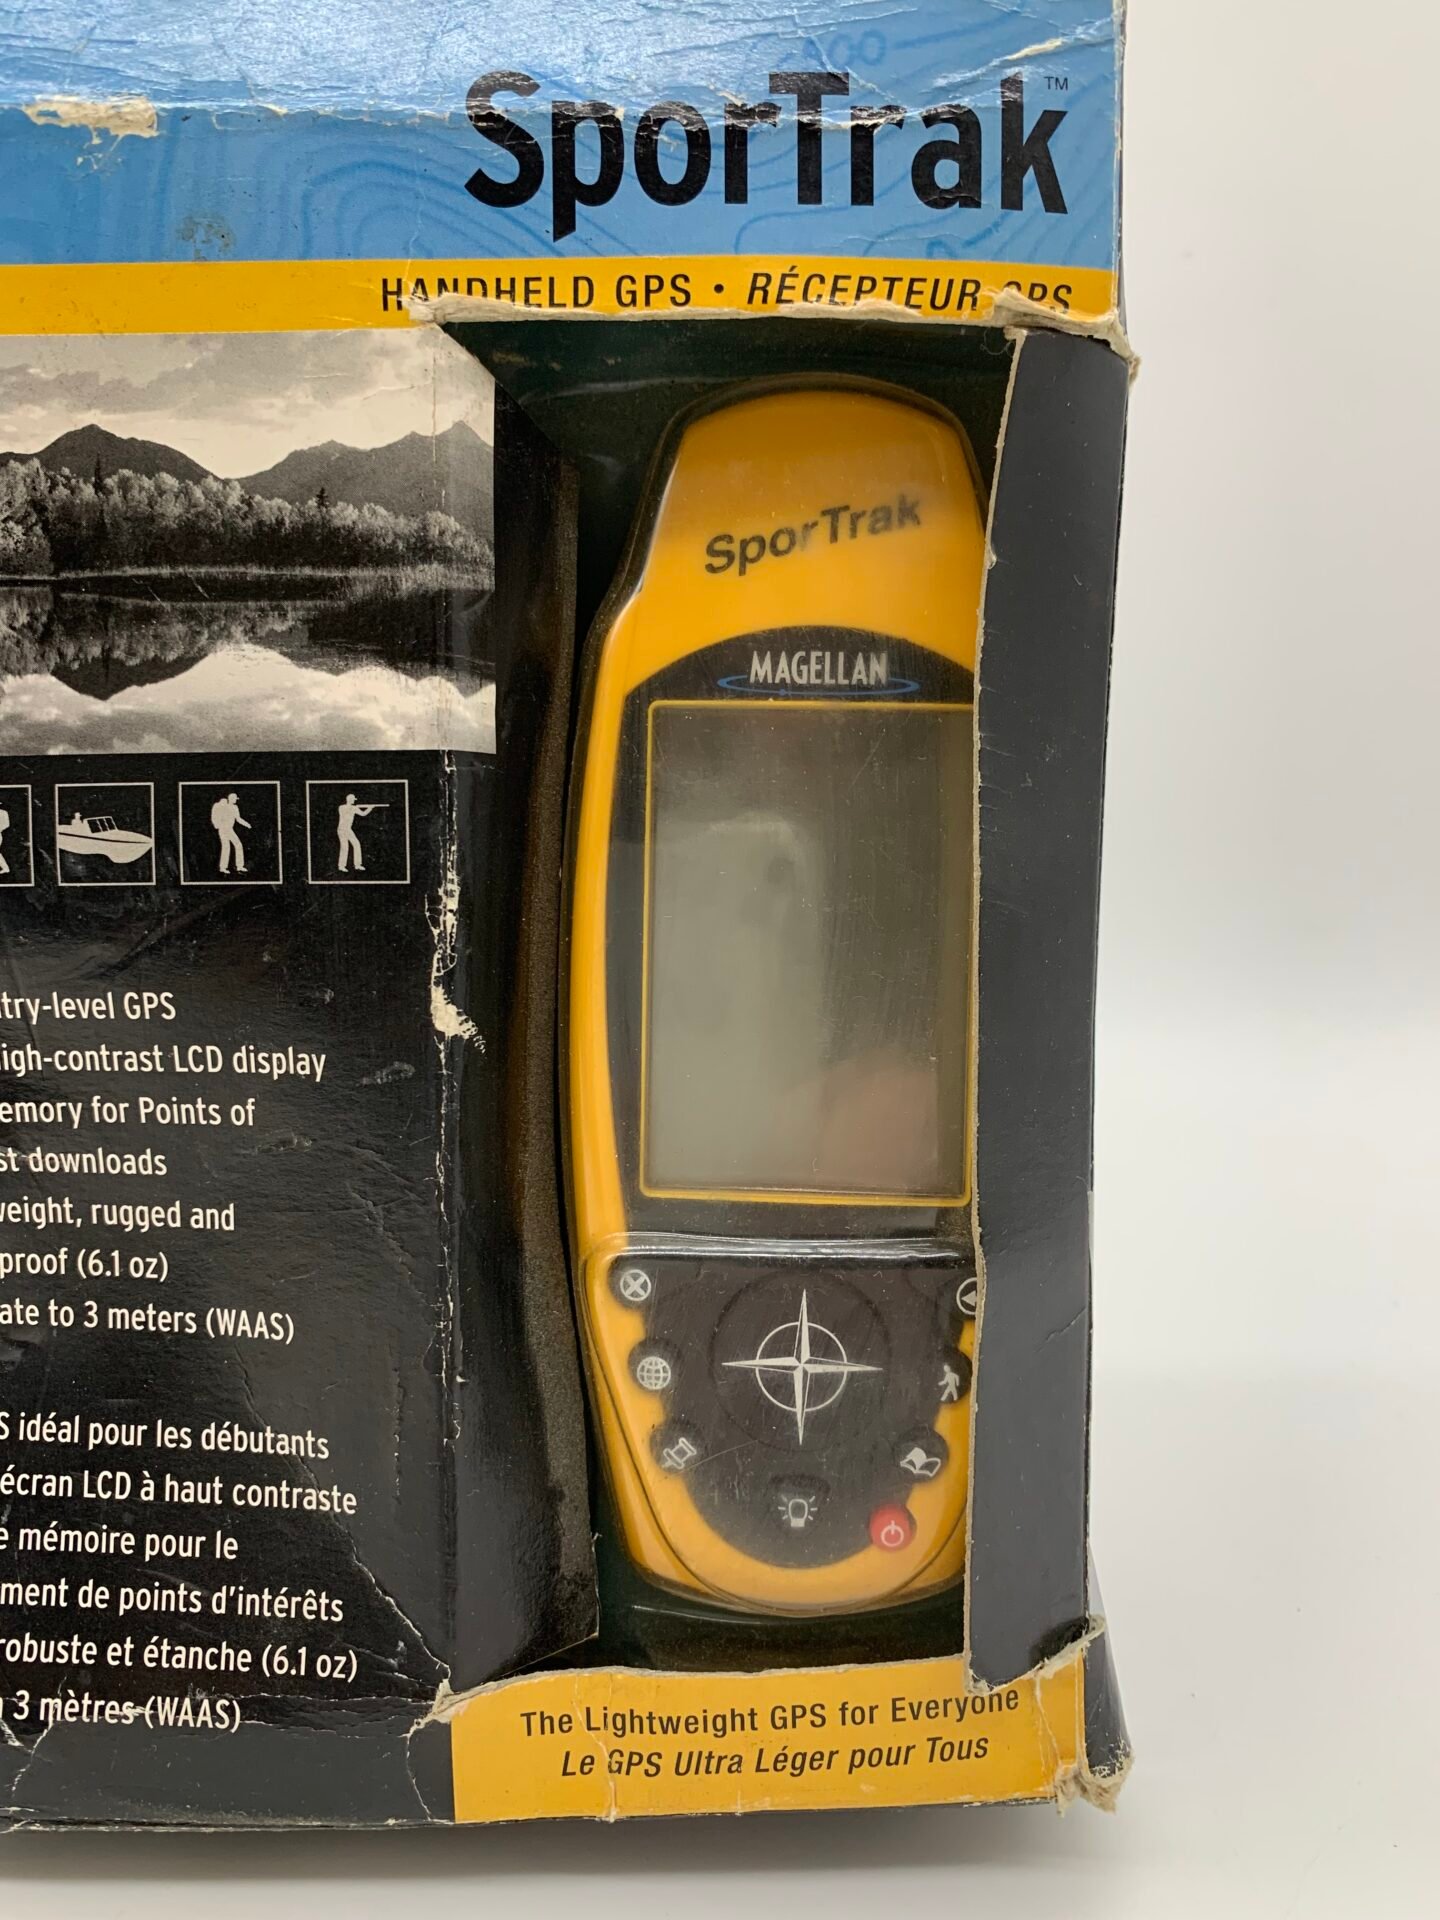 SporTrak™
HANDHELD GPS • RÉCEPTEUR GPS
SporTrak
MAGELLAN
try-level GPS
igh-contrast LCD display
emory for Points of
st downloads
weight, rugged and
proof (6.1 oz)
ate to 3 meters (WAAS)
S idéal pour les débutants
écran LCD à haut contraste
e mémoire pour le
ment de points d'intérêts
robuste et étanche (6.1 oz)
3 mètres (WAAS)
The Lightweight GPS for Everyone
Le GPS Ultra Léger pour Tous